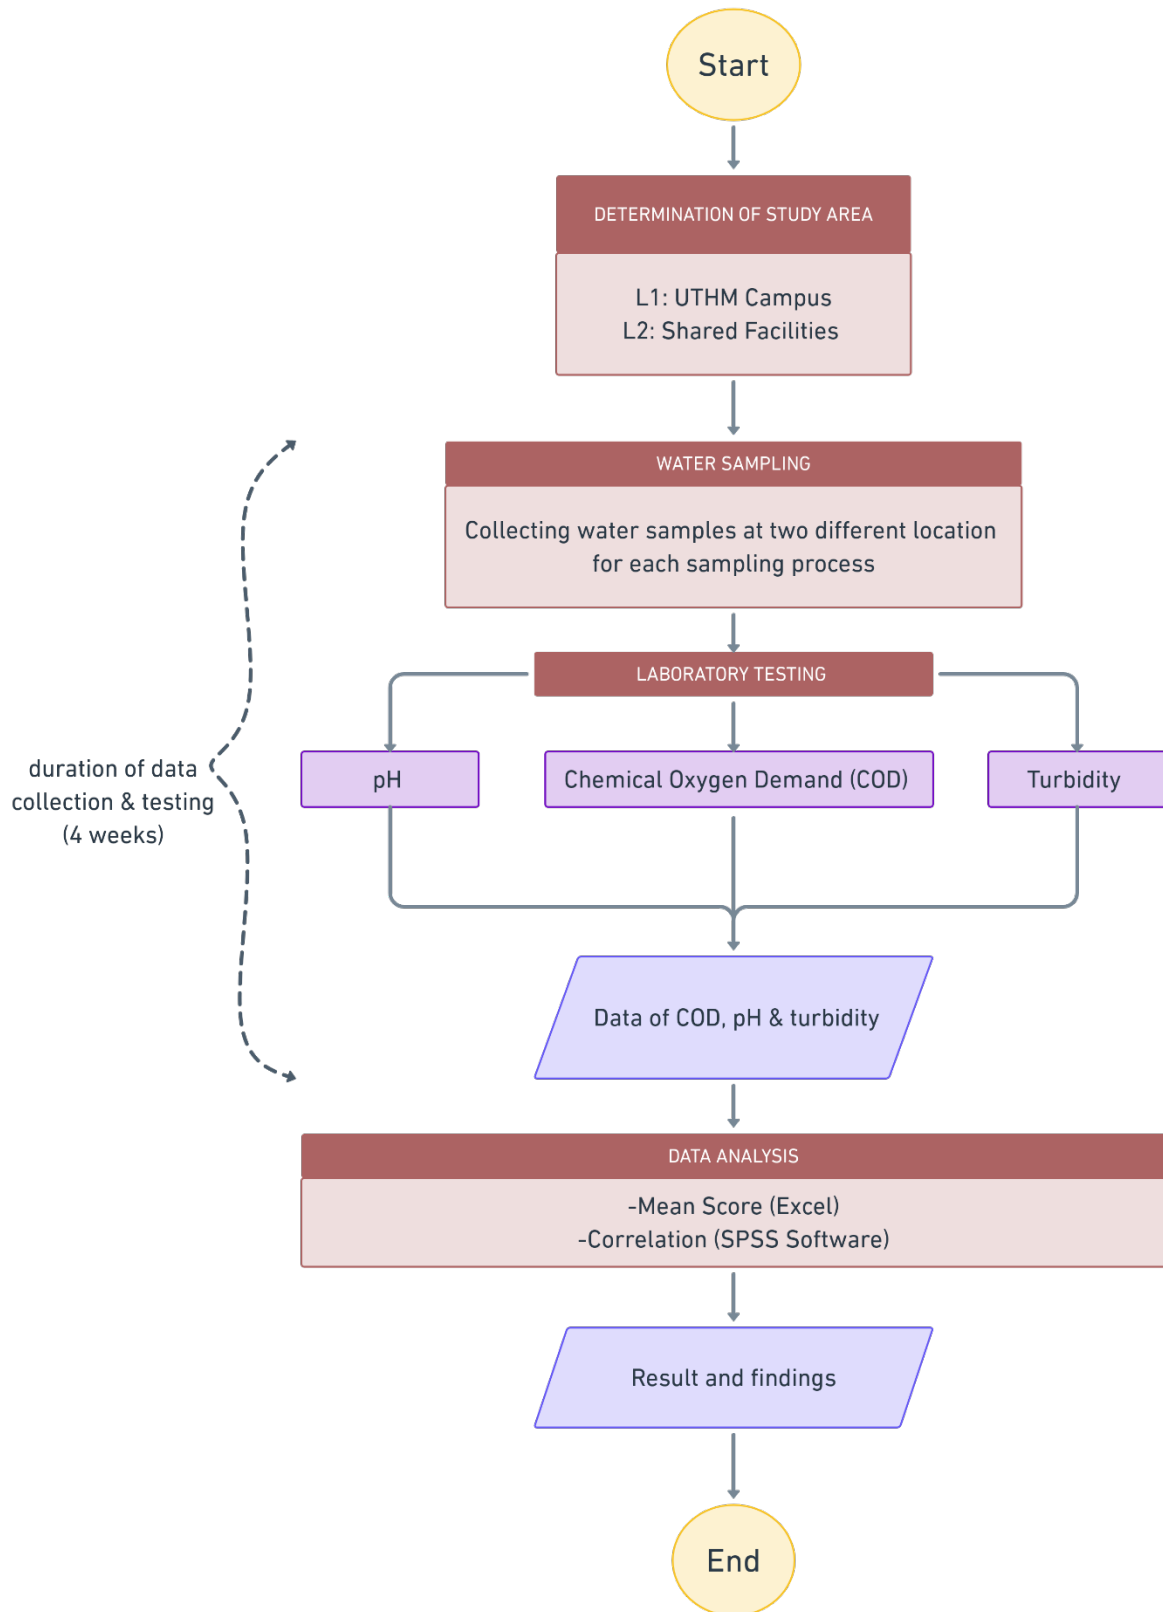 Start
DETERMINATION OF STUDY AREA
L1: UTHM Campus
L2: Shared Facilities
WATER SAMPLING
Collecting water samples at two different location
for each sampling process
LABORATORY TESTING
pH
Chemical Oxygen Demand (COD)
Turbidity
duration of data
collection & testing
(4 weeks)
Data of COD, pH & turbidity
DATA ANALYSIS
-Mean Score (Excel)
-Correlation (SPSS Software)
Result and findings
End